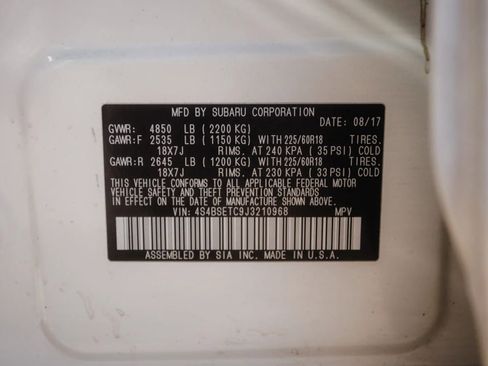 MFD BY SUBARU CORPORATION
GVWR: 4850 LB (2200 KG) DATE: 08/17
GAWR:F 2535 LB (1150 KG) WITH 225/60R18 TIRES.
18X7J RIMS. AT 240 KPA (35 PSI) COLD
GAWR:R 2645 LB (1200 KG) WITH 225/60R18 TIRES.
18X7J RIMS. AT 230 KPA (33 PSI) COLD
THIS VEHICLE CONFORMS TO ALL APPLICABLE FEDERAL MOTOR
VEHICLE SAFETY AND THEFT PREVENTION STANDARDS
IN EFFECT ON THE DATE OF MANUFACTURE SHOWN ABOVE.
VIN: 4S4BSETC9J3210968 MPV
ASSEMBLED BY SIA INC. MADE IN U.S.A.